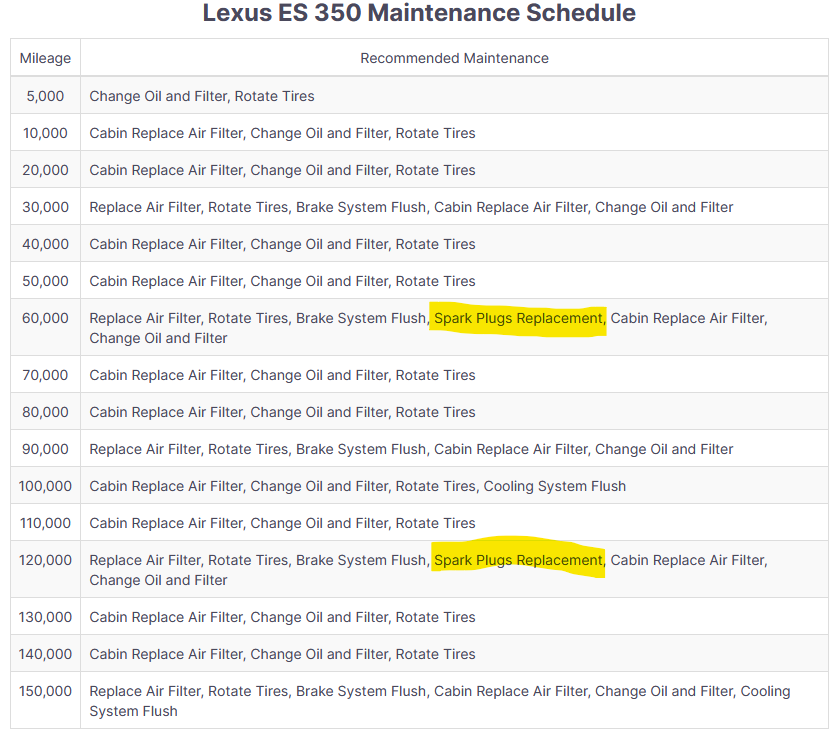 Lexus ES 350 Maintenance Schedule
Mileage Recommended Maintenance
5,000 Change Oil and Filter, Rotate Tires
10,000 Cabin Replace Air Filter, Change Oil and Filter, Rotate Tires
20,000 Cabin Replace Air Filter, Change Oil and Filter, Rotate Tires
30,000 Replace Air Filter, Rotate Tires, Brake System Flush, Cabin Replace Air Filter, Change Oil and Filter
40,000 Cabin Replace Air Filter, Change Oil and Filter, Rotate Tires
50,000 Cabin Replace Air Filter, Change Oil and Filter, Rotate Tires
60,000 Replace Air Filter, Rotate Tires, Brake System Flush, Spark Plugs Replacement, Cabin Replace Air Filter,
Change Oil and Filter
70,000 Cabin Replace Air Filter, Change Oil and Filter, Rotate Tires
80,000 Cabin Replace Air Filter, Change Oil and Filter, Rotate Tires
90,000 Replace Air Filter, Rotate Tires, Brake System Flush, Cabin Replace Air Filter, Change Oil and Filter
100,000 Cabin Replace Air Filter, Change Oil and Filter, Rotate Tires, Cooling System Flush
110,000 Cabin Replace Air Filter, Change Oil and Filter, Rotate Tires
120,000 Replace Air Filter, Rotate Tires, Brake System Flush, Spark Plugs Replacement, Cabin Replace Air Filter,
Change Oil and Filter
130,000 Cabin Replace Air Filter, Change Oil and Filter, Rotate Tires
140,000 Cabin Replace Air Filter, Change Oil and Filter, Rotate Tires
150,000 Replace Air Filter, Rotate Tires, Brake System Flush, Cabin Replace Air Filter, Change Oil and Filter, Cooling
System Flush